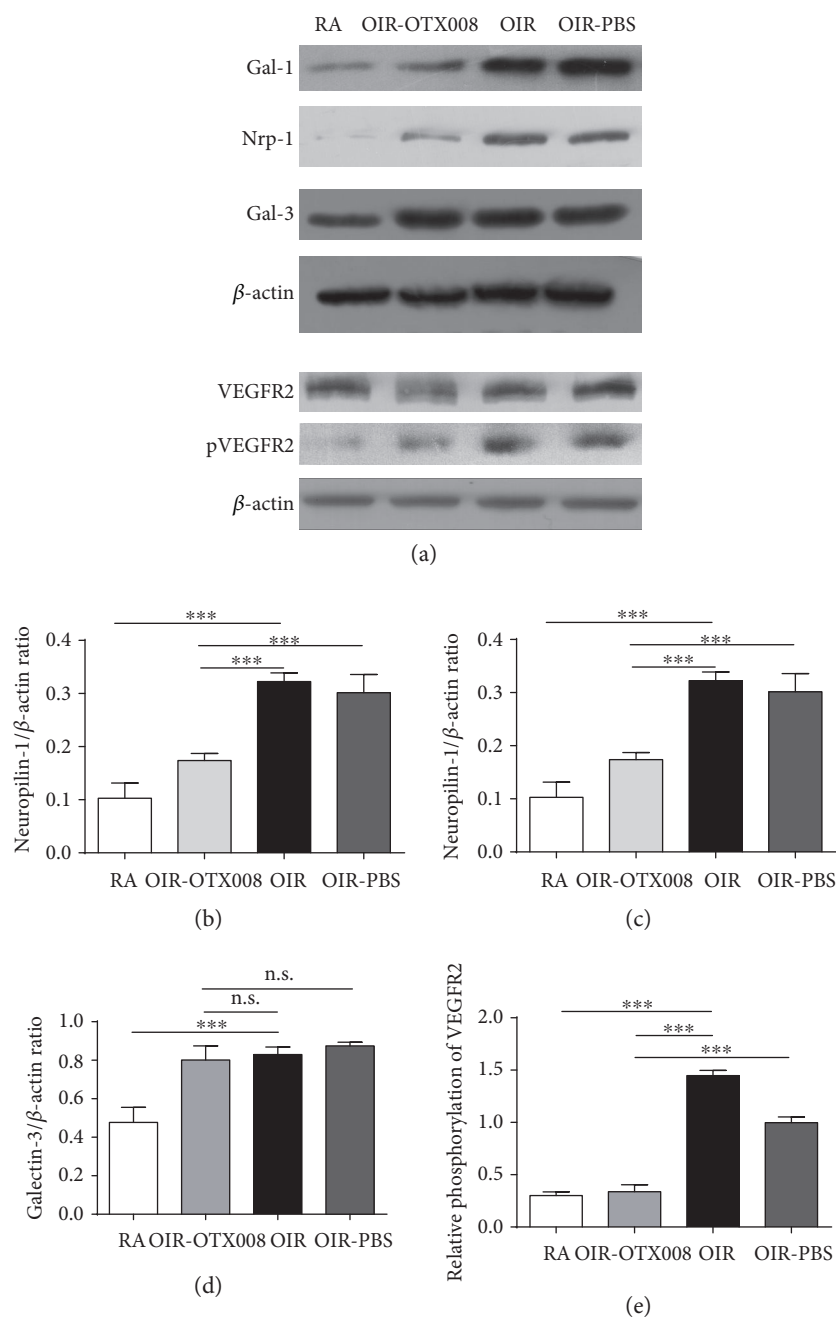 RA OIR-OTX008 OIR OIR-PBS
Gal-1
Nrp-1
Gal-3
β-actin
VEGFR2
pVEGFR2
β-actin
(a)
***
***
***
Neuropilin-1/β-actin ratio
0.4
0.3
0.2
0.1
0.0
RA OIR-OTX008 OIR OIR-PBS
(b)
***
***
***
Neuropilin-1/β-actin ratio
0.4
0.3
0.2
0.1
0.0
RA OIR-OTX008 OIR OIR-PBS
(c)
n.s.
n.s.
***
Galectin-3/β-actin ratio
1.0
0.8
0.6
0.4
0.2
0.0
RA OIR-OTX008 OIR OIR-PBS
(d)
***
***
***
Relative phosphorylation of VEGFR2
2.0
1.5
1.0
0.5
0.0
RA OIR-OTX008 OIR OIR-PBS
(e)